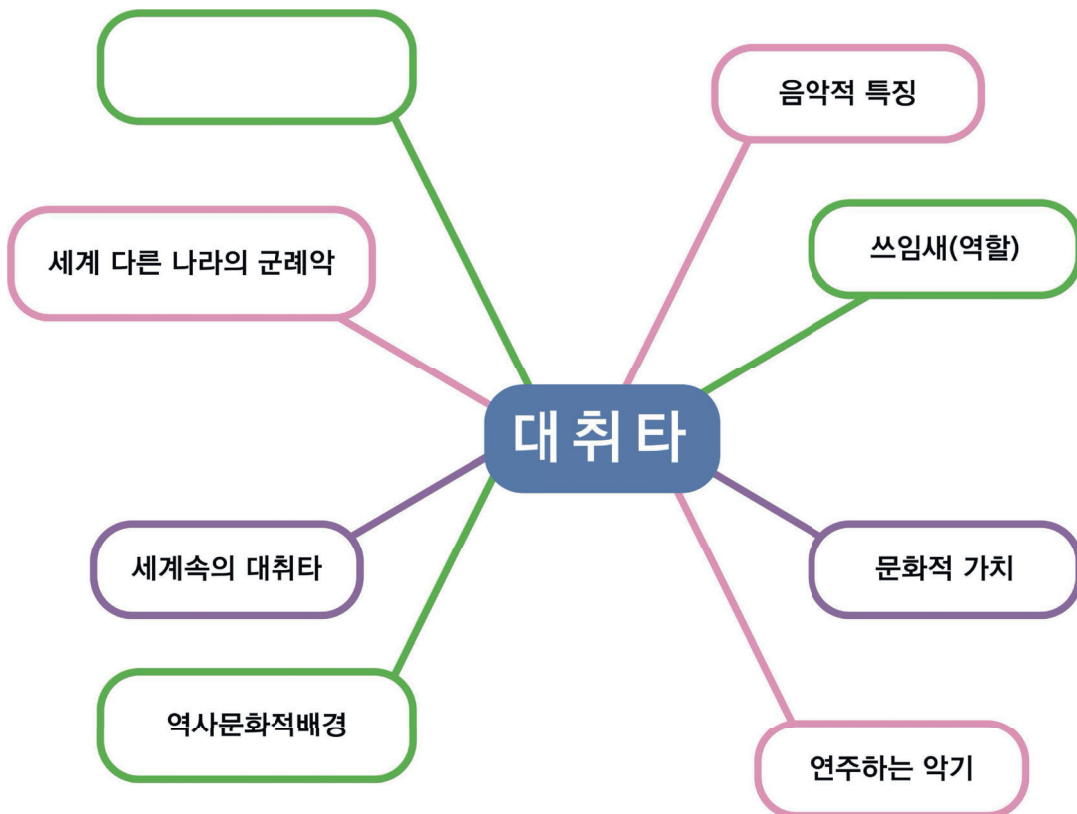 음악적 특징
세계 다른 나라의 군례악
쓰임새(역할)
대취타
세계속의 대취타
문화적 가치
역사문화적배경
연주하는 악기